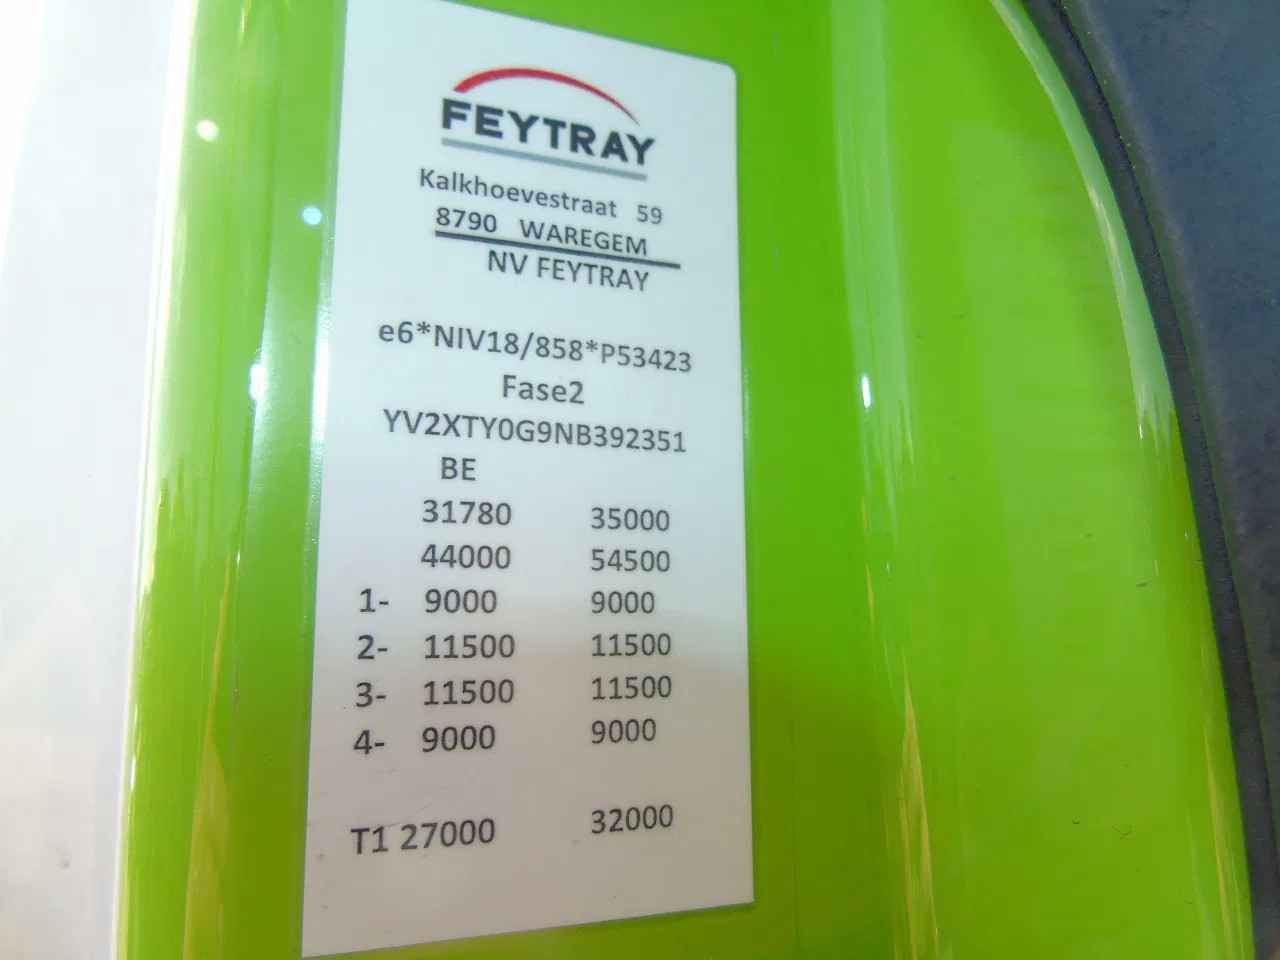 FEYTRAY
Kalkhoevestraat 59
8790 WAREGEM
NV FEYTRAY
e6*NIV18/858*P53423
Fase2
YV2XTY0G9NB392351
BE
31780 35000
44000 54500
1- 9000 9000
2- 11500 11500
3- 11500 11500
4- 9000 9000
T1 27000 32000